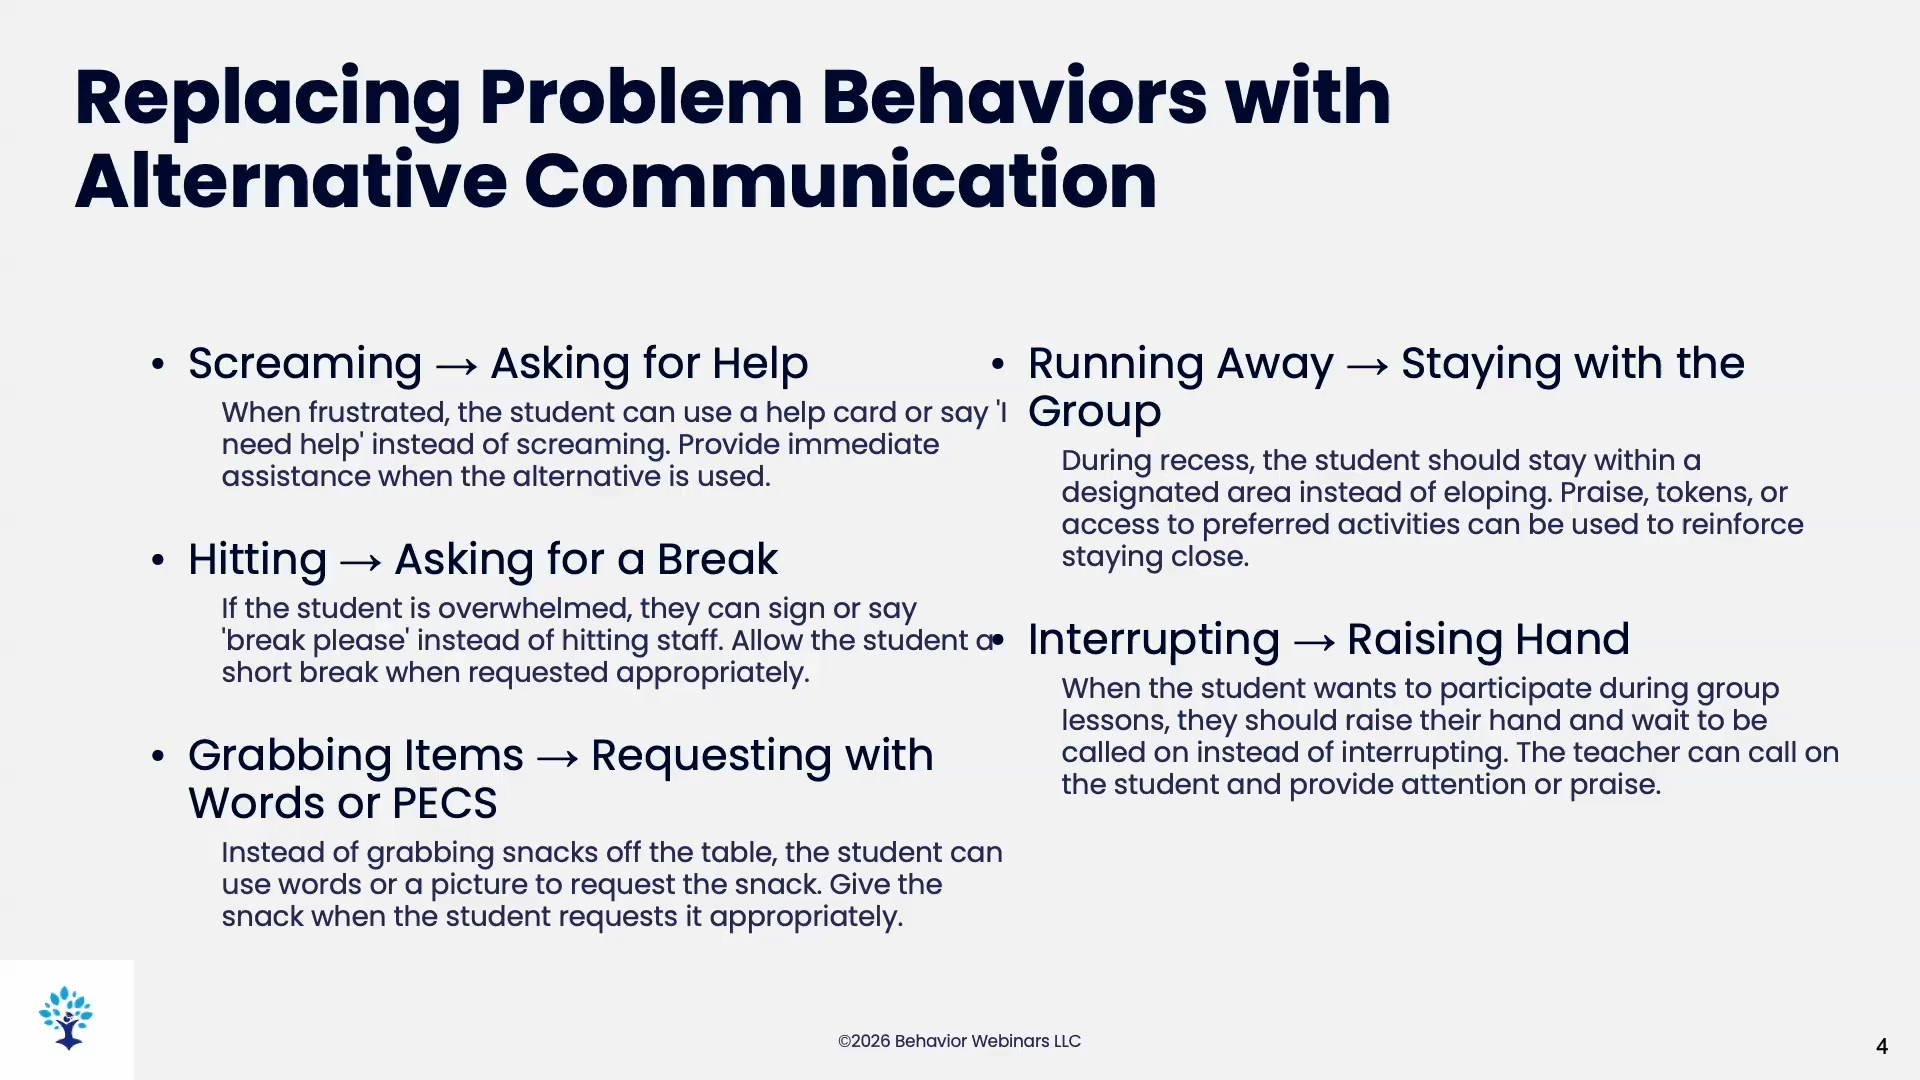 Replacing Problem Behaviors with
Alternative Communication
• Screaming → Asking for Help
When frustrated, the student can use a help card or say 'I
need help' instead of screaming. Provide immediate
assistance when the alternative is used.
• Hitting → Asking for a Break
If the student is overwhelmed, they can sign or say
'break please' instead of hitting staff. Allow the student a
short break when requested appropriately.
• Grabbing Items → Requesting with
Words or PECS
Instead of grabbing snacks off the table, the student can
use words or a picture to request the snack. Give the
snack when the student requests it appropriately.
• Running Away → Staying with the
Group
During recess, the student should stay within a
designated area instead of eloping. Praise, tokens, or
access to preferred activities can be used to reinforce
staying close.
• Interrupting → Raising Hand
When the student wants to participate during group
lessons, they should raise their hand and wait to be
called on instead of interrupting. The teacher can call on
the student and provide attention or praise.
©2026 Behavior Webinars LLC
4